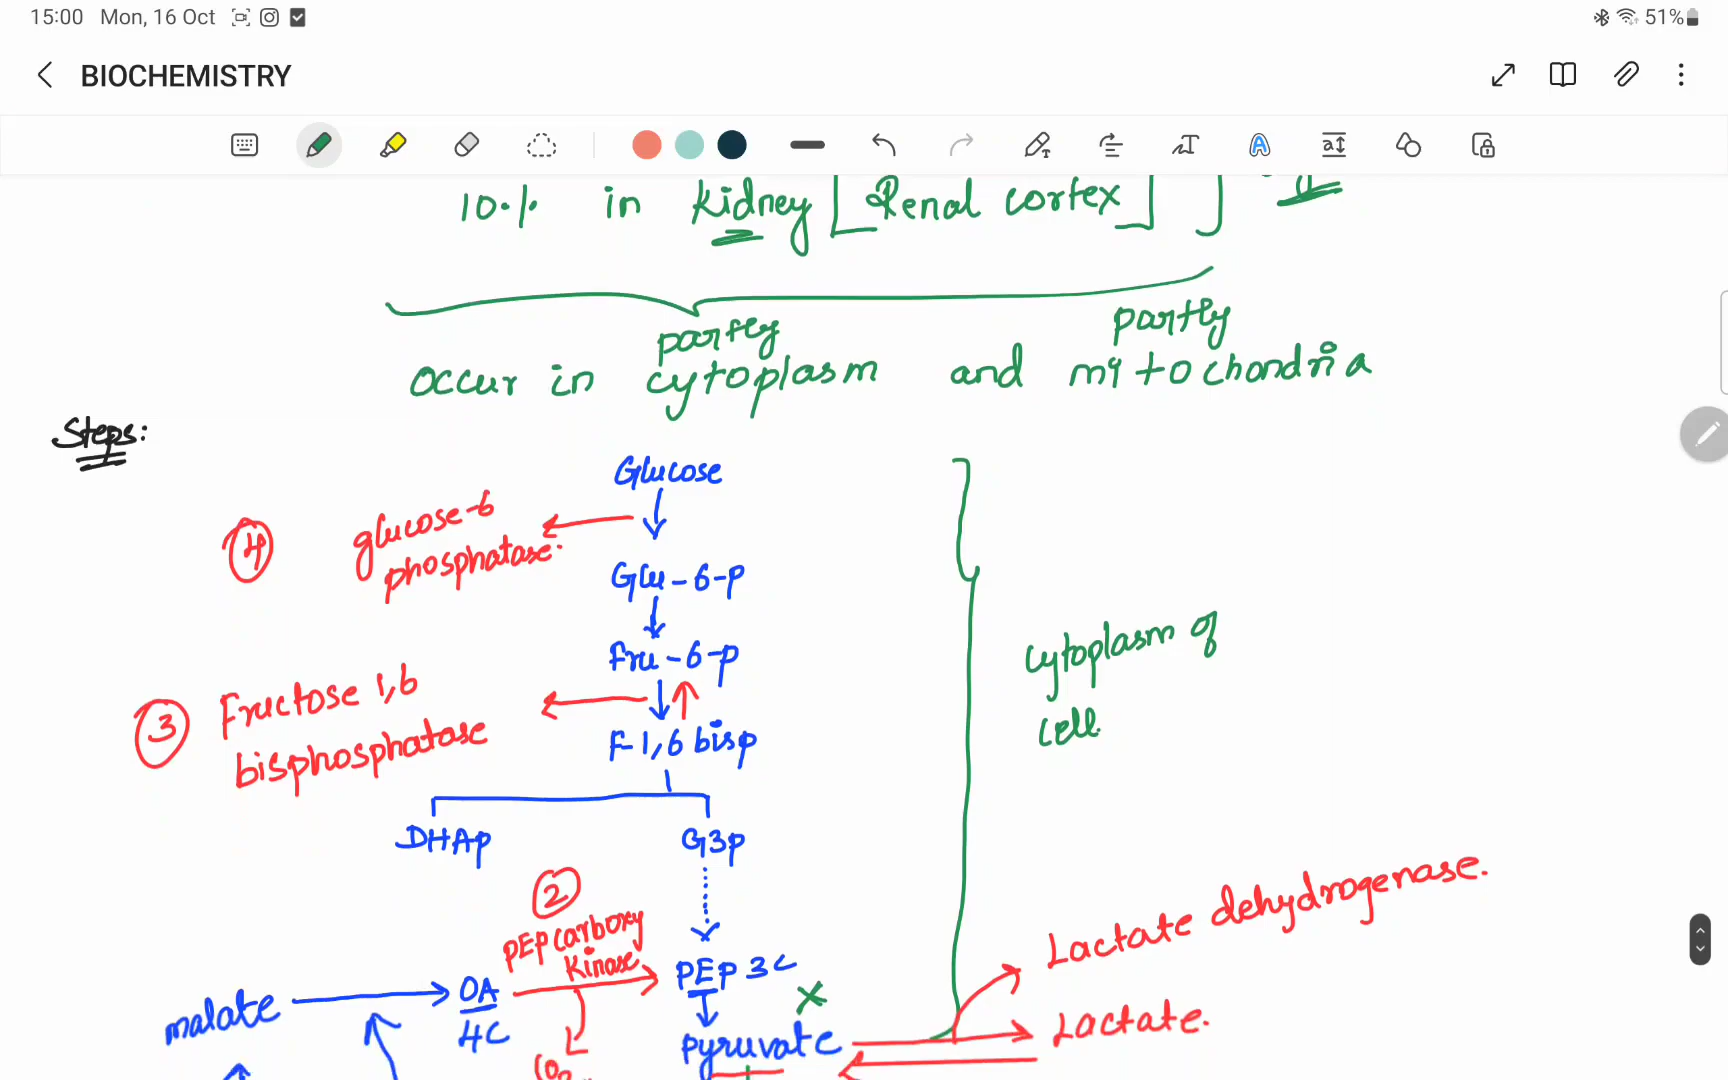 15:00 Mon, 16 Oct 51%
BIOCHEMISTRY
10% in kidney [Renal cortex] ]
partly partly
occur in cytoplasm and mitochondria
Steps:
Glucose
④ glucose-6
phosphatase.
Glu-6-p
Fru-6-p
③ Fructose 1,6
bisphosphatase
F-1,6 bisp
cytoplasm of
cell.
DHAp G3p
②
PEP carboxy
kinase
Lactate dehydrogenase.
malate OA PEP 3C
4C
CO2
pyruvate Lactate.